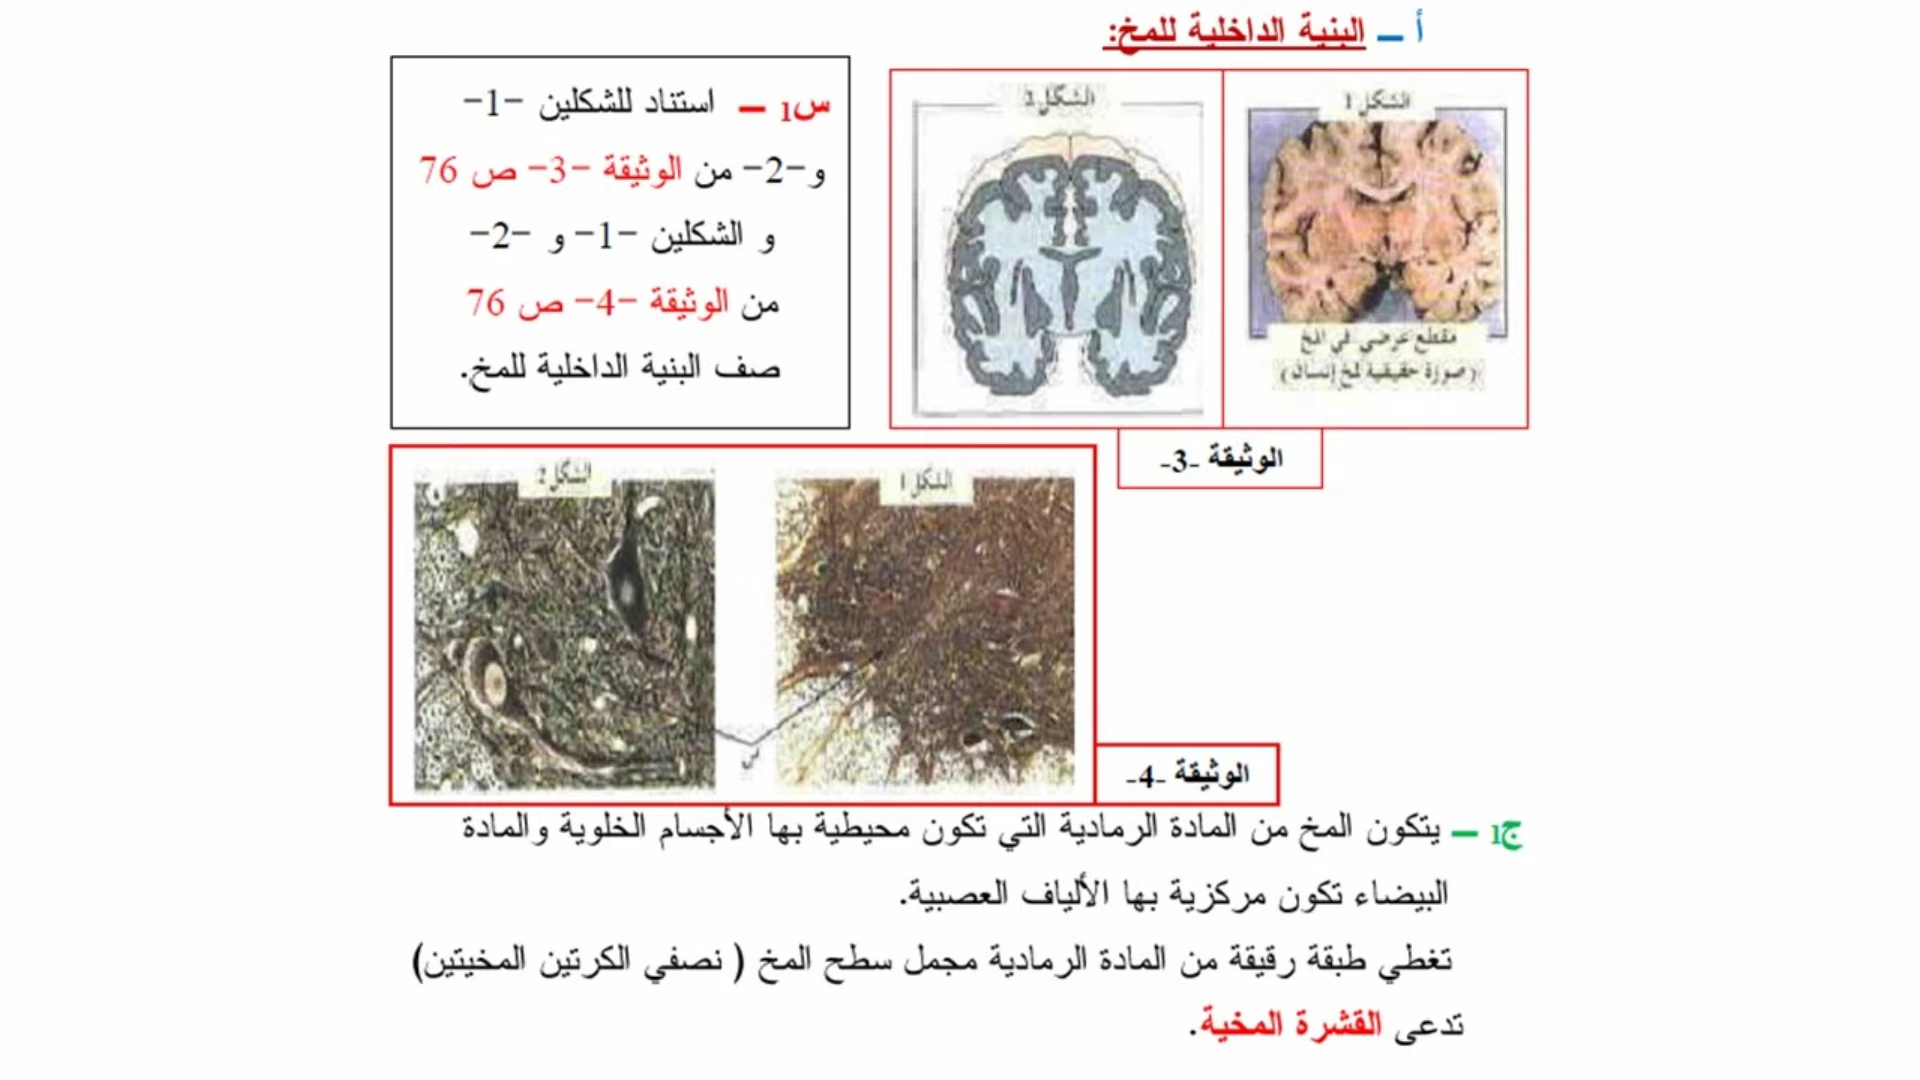 أ – البنية الداخلية للمخ:
الشكل 1
مقطع عرضي في المخ
(صورة حقيقية لمخ إنسان)
الشكل 2
الوثيقة -3-
س1 – استناد للشكلين -1-
و-2- من الوثيقة -3- ص 76
و الشكلين -1- و -2-
من الوثيقة -4- ص 76
صف البنية الداخلية للمخ.
الشكل 1
الشكل 2
س
الوثيقة -4-
ج1 – يتكون المخ من المادة الرمادية التي تكون محيطية بها الأجسام الخلوية والمادة
البيضاء تكون مركزية بها الألياف العصبية.
تغطي طبقة رقيقة من المادة الرمادية مجمل سطح المخ ( نصفي الكرتين المخيتين)
تدعى القشرة المخية.